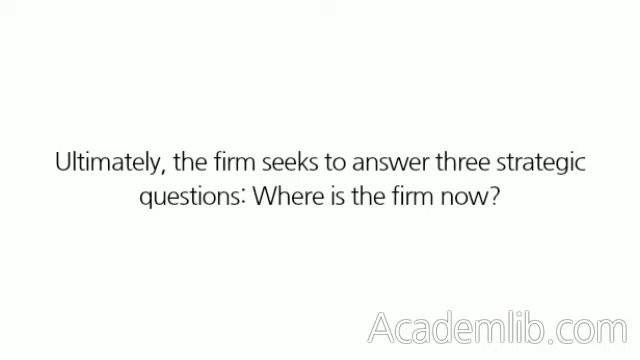 Ultimately, the firm seeks to answer three strategic
questions: Where is the firm now?
Academlib.com